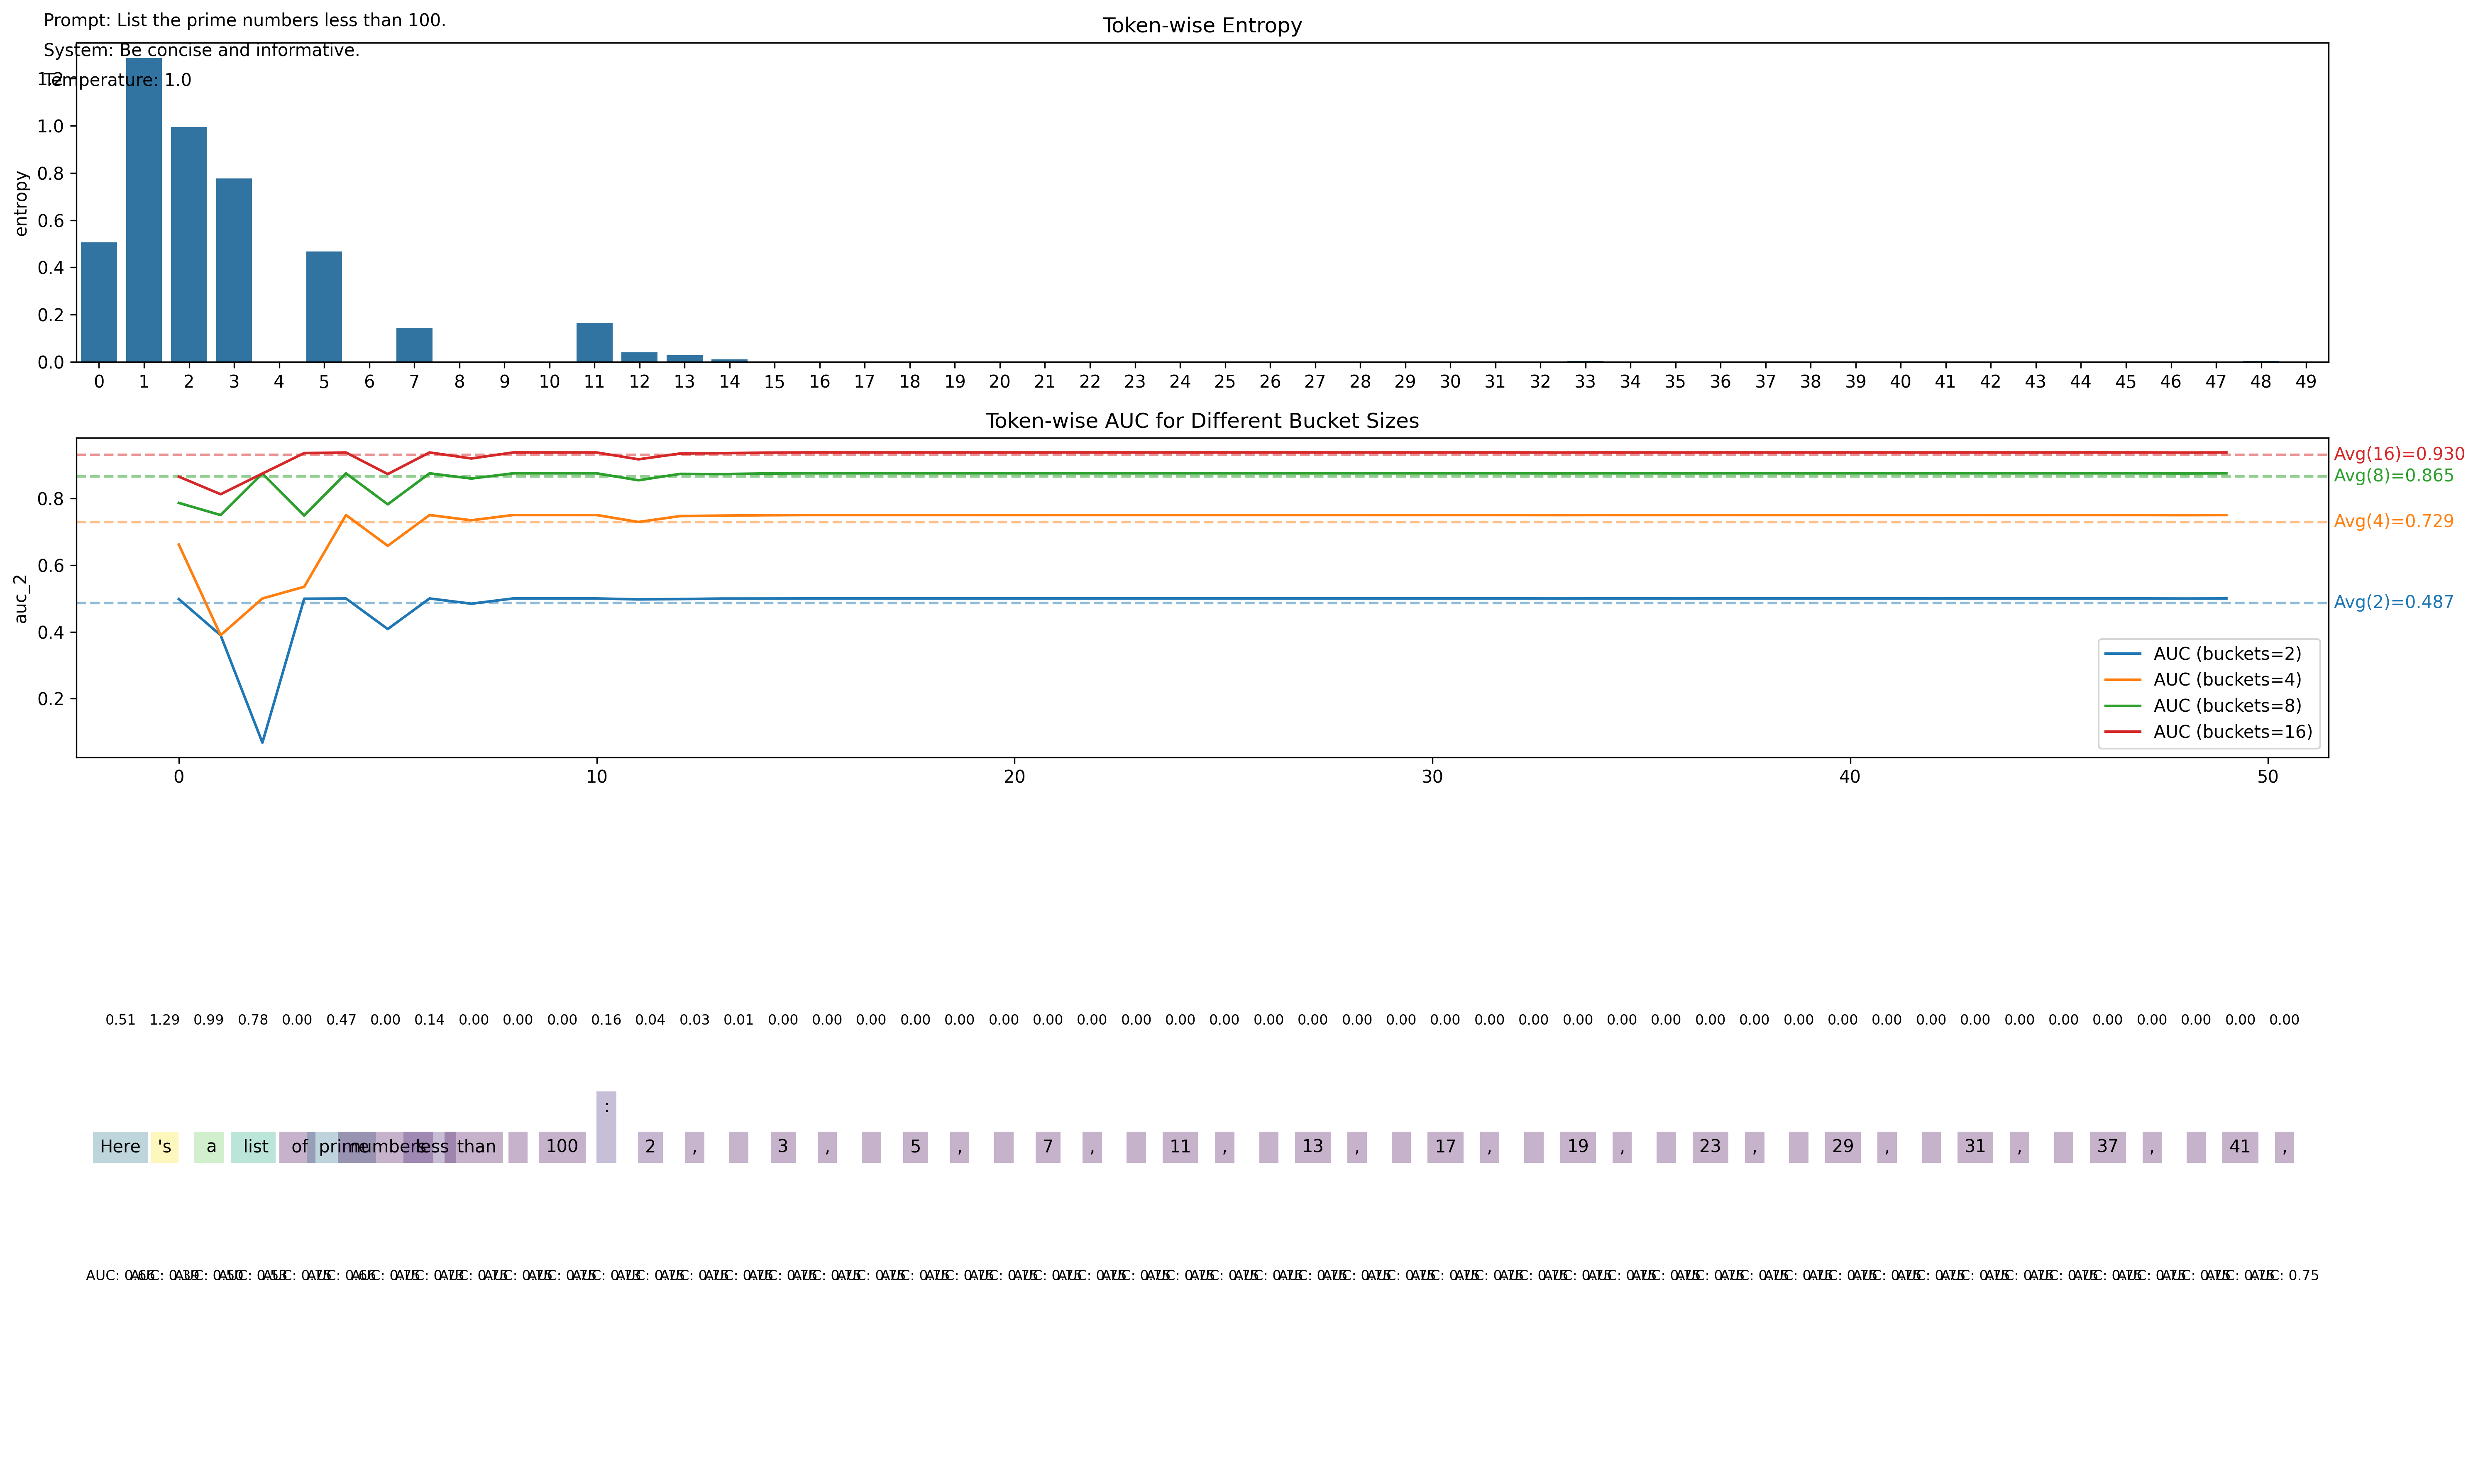 Prompt: List the prime numbers less than 100.
Token-wise Entropy
System: Be concise and informative.
Temperature: 1.0
1.2
1.0
0.8
0.6
0.4
0.2
0.0
entropy
0 1 2 3 4 5 6 7 8 9 10 11 12 13 14 15 16 17 18 19 20 21 22 23 24 25 26 27 28 29 30 31 32 33 34 35 36 37 38 39 40 41 42 43 44 45 46 47 48 49
Token-wise AUC for Different Bucket Sizes
Avg(16)=0.930
Avg(8)=0.865
Avg(4)=0.729
Avg(2)=0.487
0.8
0.6
0.4
0.2
auc_2
AUC (buckets=2)
AUC (buckets=4)
AUC (buckets=8)
AUC (buckets=16)
0 10 20 30 40 50
0.51 1.29 0.99 0.78 0.00 0.47 0.00 0.14 0.00 0.00 0.00 0.16 0.04 0.03 0.01 0.00 0.00 0.00 0.00 0.00 0.00 0.00 0.00 0.00 0.00 0.00 0.00 0.00 0.00 0.00 0.00 0.00 0.00 0.00 0.00 0.00 0.00 0.00 0.00 0.00 0.00 0.00 0.00 0.00 0.00 0.00 0.00 0.00 0.00 0.00
:
Here 's a list of prime numbers less than 100 2 , 3 , 5 , 7 , 11 , 13 , 17 , 19 , 23 , 29 , 31 , 37 , 41 ,